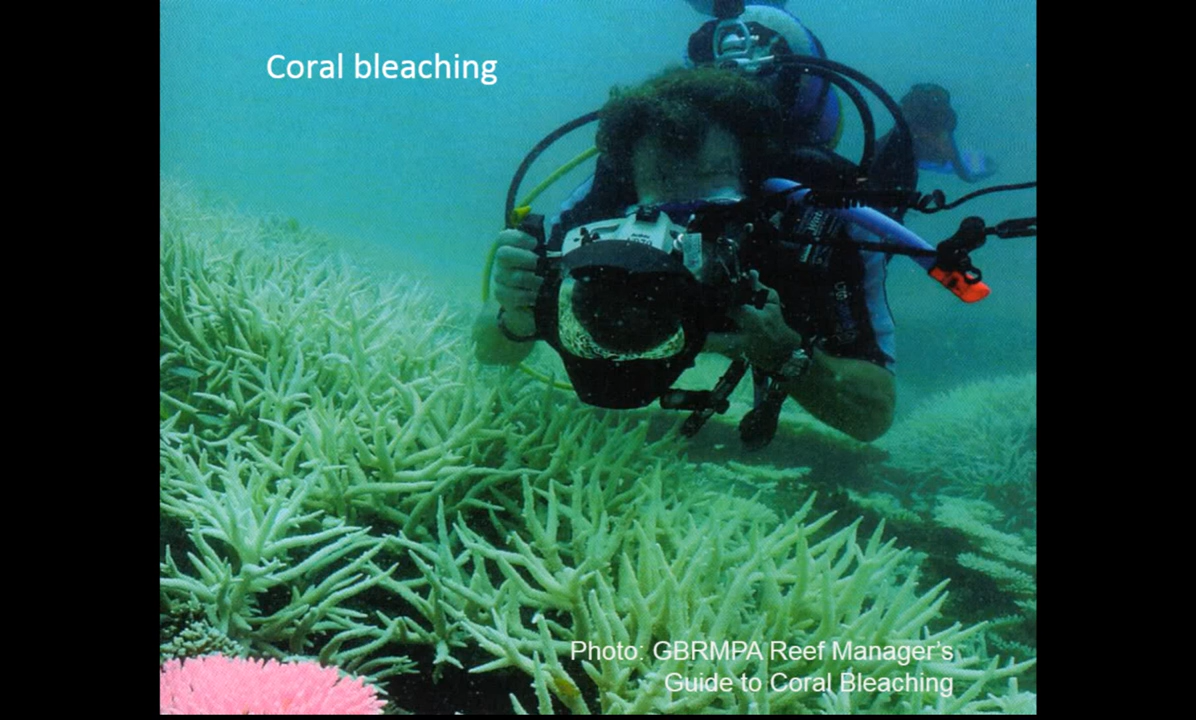 Coral bleaching
Photo: GBRMPA Reef Manager's
Guide to Coral Bleaching